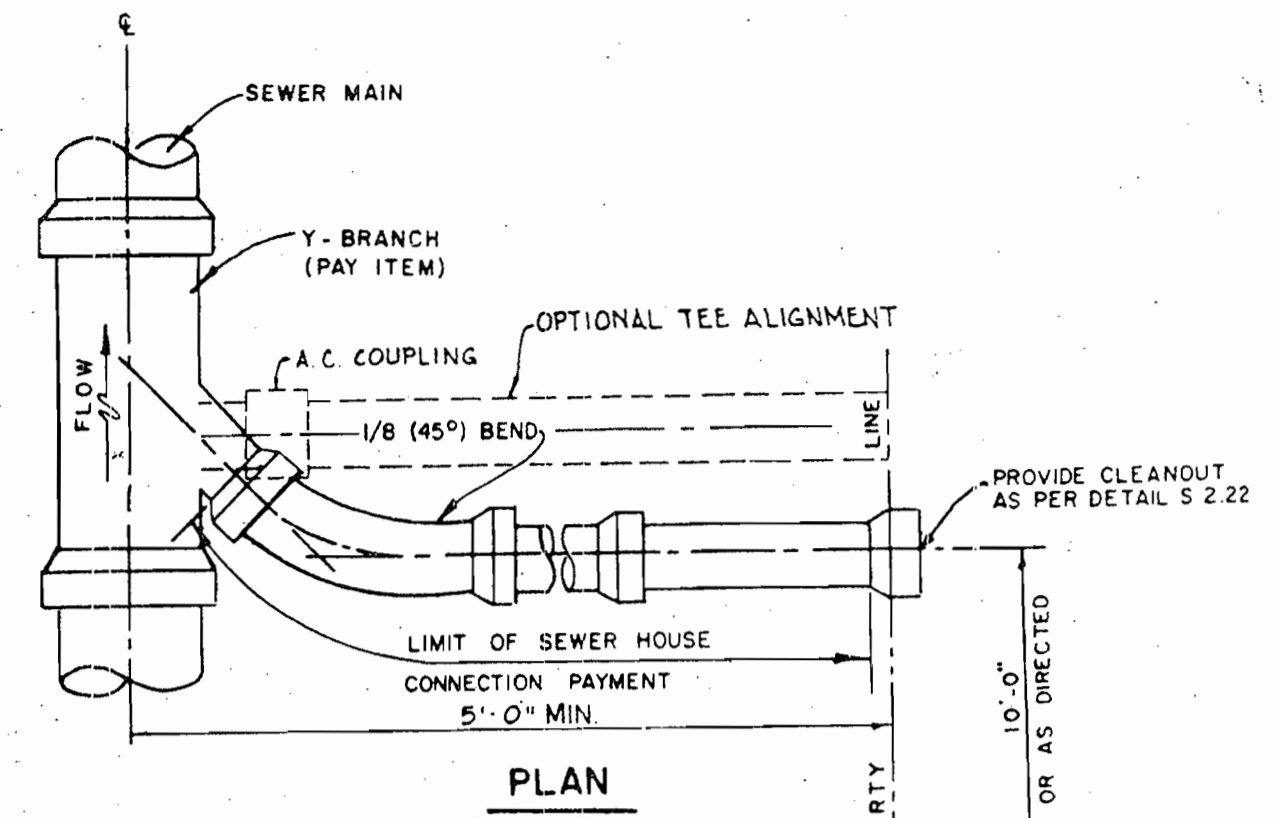 ℄
SEWER MAIN
Y-BRANCH
(PAY ITEM)
OPTIONAL TEE ALIGNMENT
A.C. COUPLING
FLOW
1/8 (45°) BEND
LINE
PROVIDE CLEANOUT
AS PER DETAIL S 2.22
LIMIT OF SEWER HOUSE
CONNECTION PAYMENT
5'-0" MIN.
10'-0"
OR AS DIRECTED
PLAN
RTY